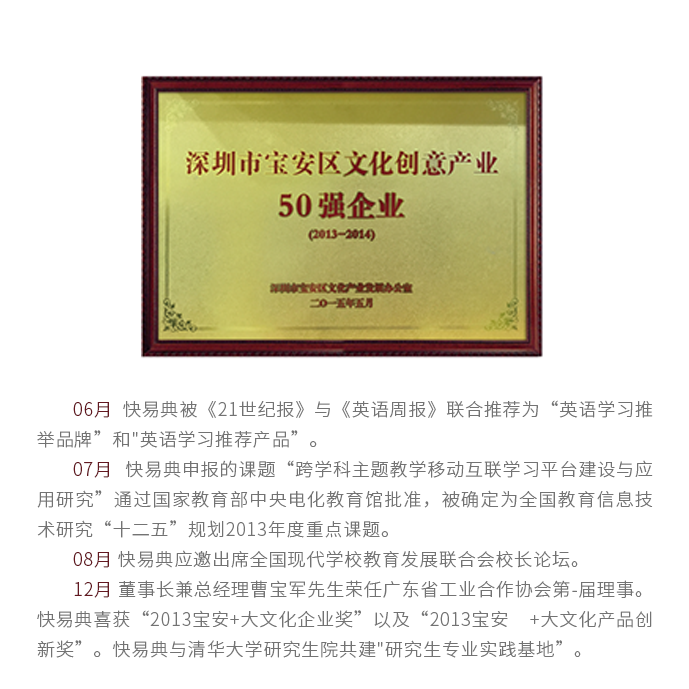 深圳市宝安区文化创意产业
50强企业
(2013-2014)
深圳市宝安区文化产业发展办公室
二〇一五年五月
06月 快易典被《21世纪报》与《英语周报》联合推荐为“英语学习推
举品牌”和"英语学习推荐产品”。
07月 快易典申报的课题“跨学科主题教学移动互联学习平台建设与应
用研究”通过国家教育部中央电化教育馆批准，被确定为全国教育信息技
术研究“十二五”规划2013年度重点课题。
08月 快易典应邀出席全国现代学校教育发展联合会校长论坛。
12月 董事长兼总经理曹宝军先生荣任广东省工业合作协会第-届理事。
快易典喜获“2013宝安+大文化企业奖”以及“2013宝安 +大文化产品创
新奖”。快易典与清华大学研究生院共建"研究生专业实践基地”。